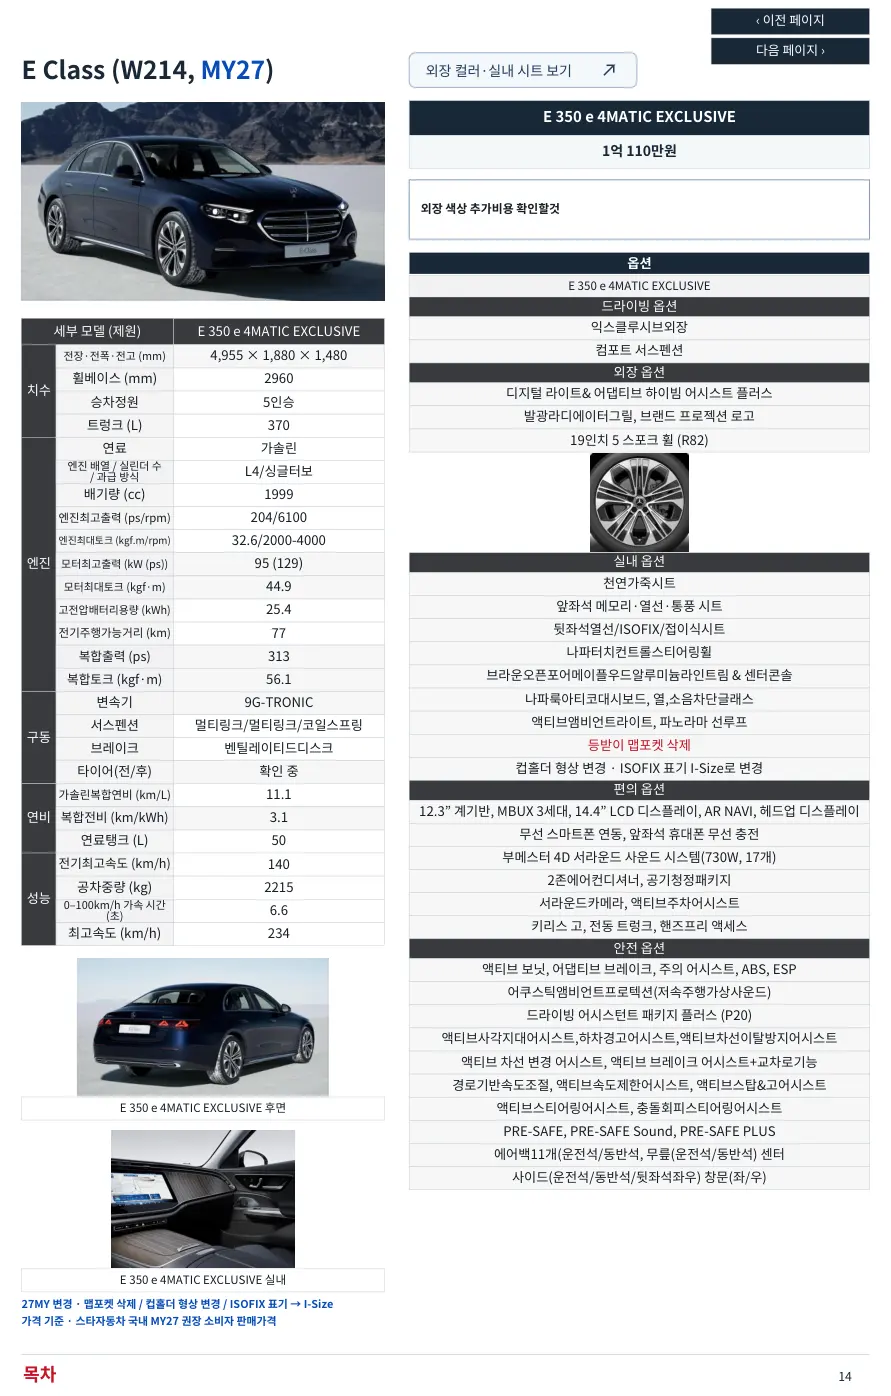 ‹ 이전 페이지
다음 페이지 ›
E Class (W214, MY27)
외장 컬러·실내 시트 보기
E 350 e 4MATIC EXCLUSIVE
1억 110만원
외장 색상 추가비용 확인할것
세부 모델 (제원) E 350 e 4MATIC EXCLUSIVE
치수
전장·전폭·전고 (mm) 4,955 × 1,880 × 1,480
휠베이스 (mm) 2960
승차정원 5인승
트렁크 (L) 370
엔진
연료 가솔린
엔진 배열 / 실린더 수
/ 과급 방식 L4/싱글터보
배기량 (cc) 1999
엔진최고출력 (ps/rpm) 204/6100
엔진최대토크 (kgf.m/rpm) 32.6/2000-4000
모터최고출력 (kW (ps)) 95 (129)
모터최대토크 (kgf·m) 44.9
고전압배터리용량 (kWh) 25.4
전기주행가능거리 (km) 77
복합출력 (ps) 313
복합토크 (kgf·m) 56.1
구동
변속기 9G-TRONIC
서스펜션 멀티링크/멀티링크/코일스프링
브레이크 벤틸레이티드디스크
타이어(전/후) 확인 중
연비
가솔린복합연비 (km/L) 11.1
복합전비 (km/kWh) 3.1
연료탱크 (L) 50
성능
전기최고속도 (km/h) 140
공차중량 (kg) 2215
0–100km/h 가속 시간
(초) 6.6
최고속도 (km/h) 234
E 350 e 4MATIC EXCLUSIVE 후면
E 350 e 4MATIC EXCLUSIVE 실내
27MY 변경 · 맵포켓 삭제 / 컵홀더 형상 변경 / ISOFIX 표기 → I-Size
가격 기준 · 스타자동차 국내 MY27 권장 소비자 판매가격
옵션
E 350 e 4MATIC EXCLUSIVE
드라이빙 옵션
익스클루시브외장
컴포트 서스펜션
외장 옵션
디지털 라이트& 어댑티브 하이빔 어시스트 플러스
발광라디에이터그릴, 브랜드 프로젝션 로고
19인치 5 스포크 휠 (R82)
실내 옵션
천연가죽시트
앞좌석 메모리·열선·통풍 시트
뒷좌석열선/ISOFIX/접이식시트
나파터치컨트롤스티어링휠
브라운오픈포어메이플우드알루미늄라인트림 & 센터콘솔
나파룩아티코대시보드, 열,소음차단글래스
액티브앰비언트라이트, 파노라마 선루프
등받이 맵포켓 삭제
컵홀더 형상 변경 · ISOFIX 표기 I-Size로 변경
편의 옵션
12.3” 계기반, MBUX 3세대, 14.4” LCD 디스플레이, AR NAVI, 헤드업 디스플레이
무선 스마트폰 연동, 앞좌석 휴대폰 무선 충전
부메스터 4D 서라운드 사운드 시스템(730W, 17개)
2존에어컨디셔너, 공기청정패키지
서라운드카메라, 액티브주차어시스트
키리스 고, 전동 트렁크, 핸즈프리 액세스
안전 옵션
액티브 보닛, 어댑티브 브레이크, 주의 어시스트, ABS, ESP
어쿠스틱앰비언트프로텍션(저속주행가상사운드)
드라이빙 어시스턴트 패키지 플러스 (P20)
액티브사각지대어시스트,하차경고어시스트,액티브차선이탈방지어시스트
액티브 차선 변경 어시스트, 액티브 브레이크 어시스트+교차로기능
경로기반속도조절, 액티브속도제한어시스트, 액티브스탑&고어시스트
액티브스티어링어시스트, 충돌회피스티어링어시스트
PRE-SAFE, PRE-SAFE Sound, PRE-SAFE PLUS
에어백11개(운전석/동반석, 무릎(운전석/동반석) 센터
사이드(운전석/동반석/뒷좌석좌우) 창문(좌/우)
목차
14